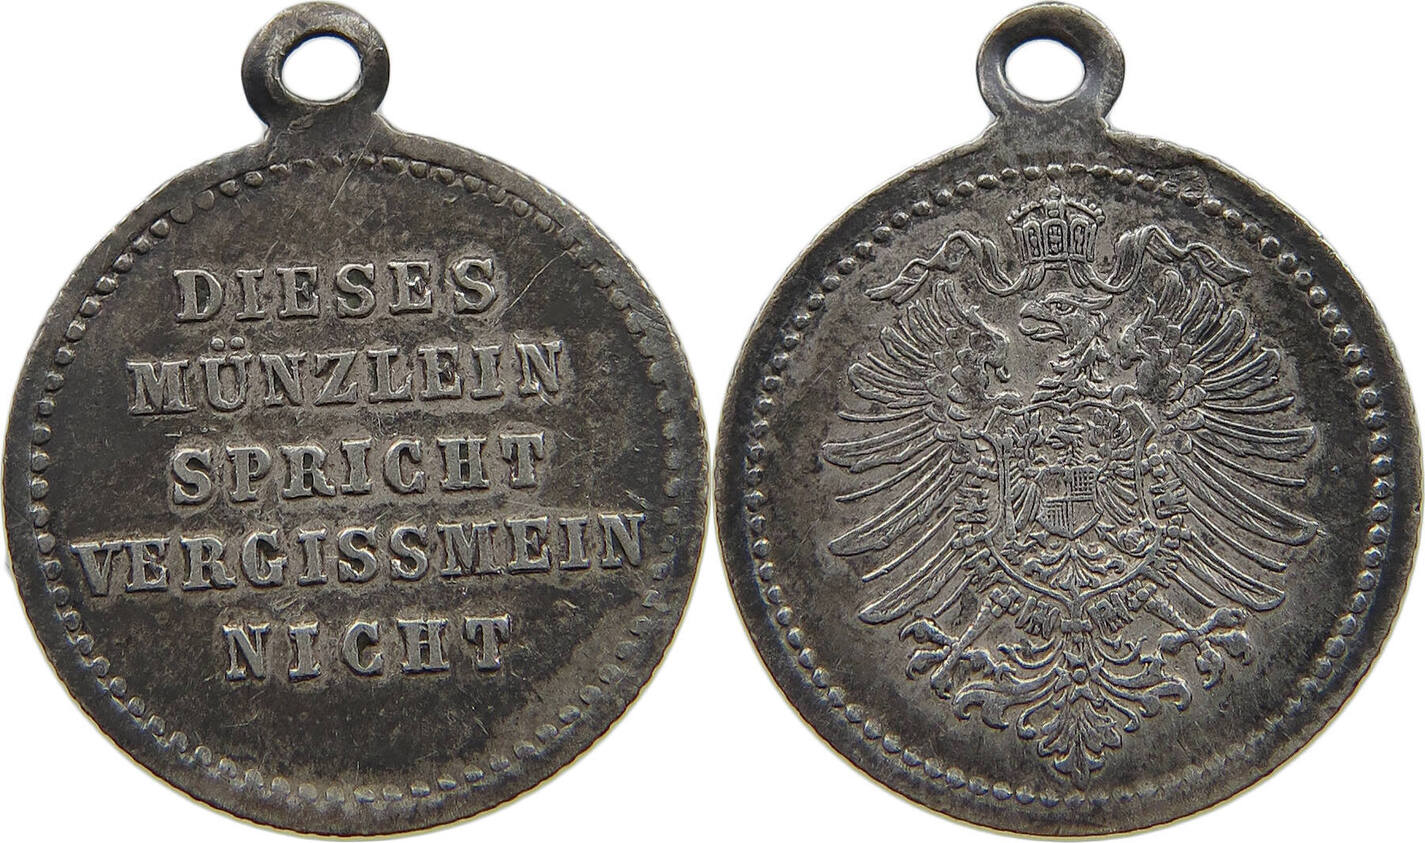 DIESES
MÜNZLEIN
SPRICHT
VERGISSMEIN
NICHT